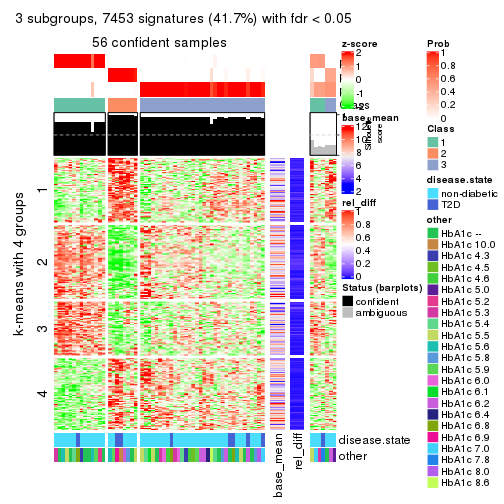 3 subgroups, 7453 signatures (41.7%) with fdr < 0.05
56 confident samples
k-means with 4 groups
1
2
3
4
base_mean
rel_diff
disease.state
other
Silhouette
score
z-score
2
1
0
-1
-2
base_mean
12
10
8
6
4
2
rel_diff
1
0.8
0.6
0.4
0.2
0
Status (barplots)
confident
ambiguous
Prob
1
0.8
0.6
0.4
0.2
0
Class
1
2
3
disease.state
non-diabetic
T2D
other
HbA1c --
HbA1c 10.0
HbA1c 4.3
HbA1c 4.5
HbA1c 4.6
HbA1c 5.0
HbA1c 5.2
HbA1c 5.3
HbA1c 5.4
HbA1c 5.5
HbA1c 5.6
HbA1c 5.8
HbA1c 5.9
HbA1c 6.0
HbA1c 6.1
HbA1c 6.2
HbA1c 6.4
HbA1c 6.8
HbA1c 6.9
HbA1c 7.0
HbA1c 7.8
HbA1c 8.0
HbA1c 8.6